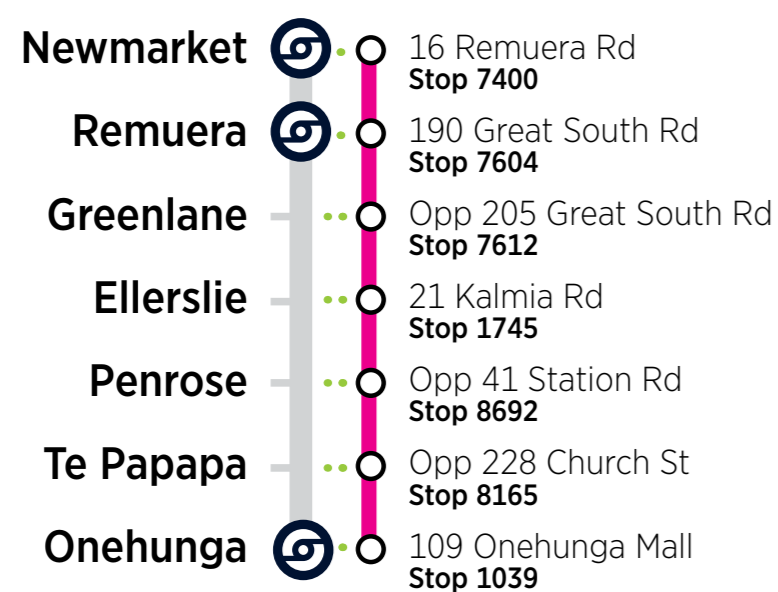 Newmarket
16 Remuera Rd
Stop 7400
Remuera
190 Great South Rd
Stop 7604
Greenlane
Opp 205 Great South Rd
Stop 7612
Ellerslie
21 Kalmia Rd
Stop 1745
Penrose
Opp 41 Station Rd
Stop 8692
Te Papapa
Opp 228 Church St
Stop 8165
Onehunga
109 Onehunga Mall
Stop 1039